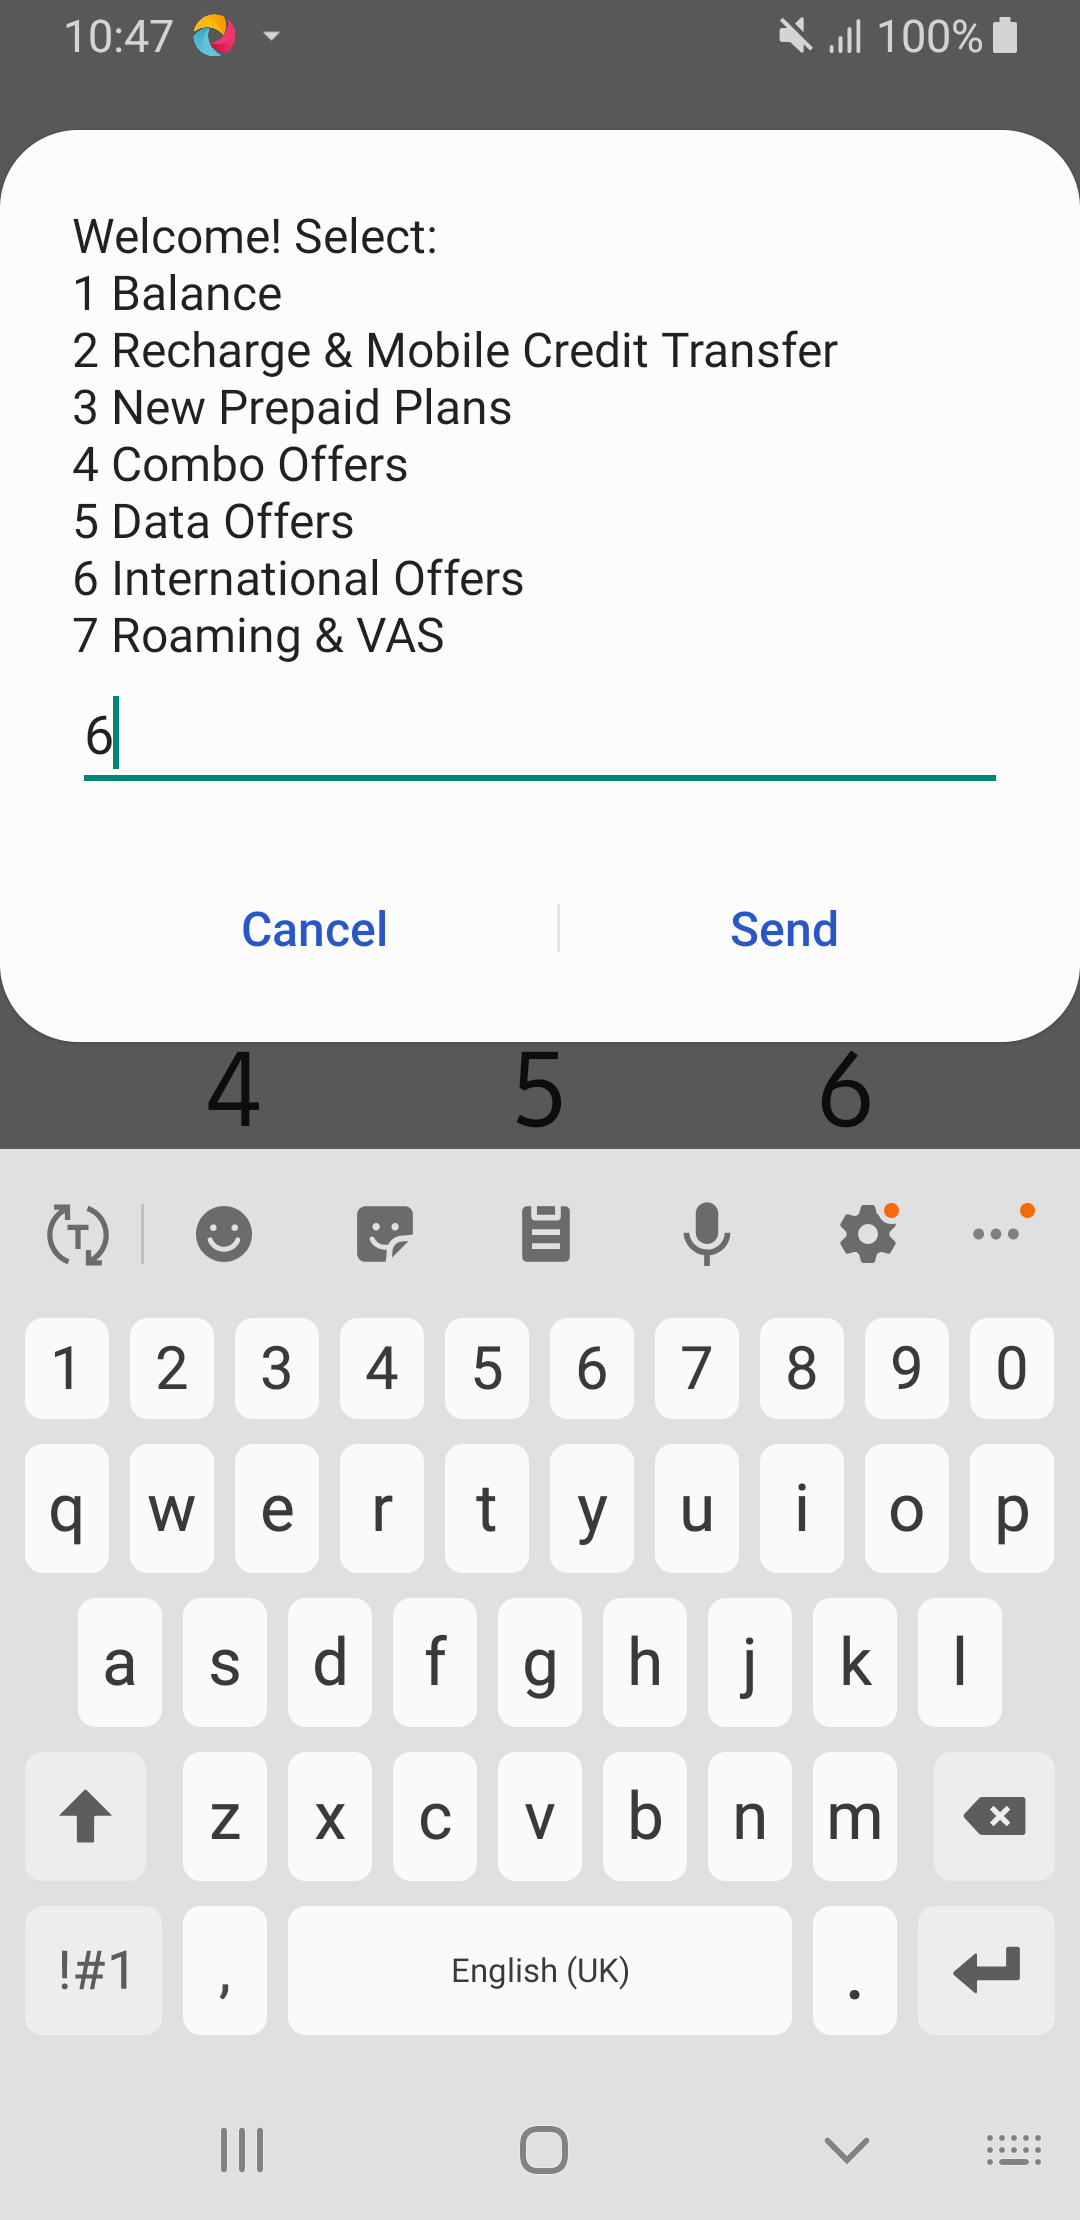 10:47 100%
Welcome! Select:
1 Balance
2 Recharge & Mobile Credit Transfer
3 New Prepaid Plans
4 Combo Offers
5 Data Offers
6 International Offers
7 Roaming & VAS
6
Cancel Send
4 5 6
1 2 3 4 5 6 7 8 9 0
q w e r t y u i o p
a s d f g h j k l
z x c v b n m
!#1 , English (UK) .